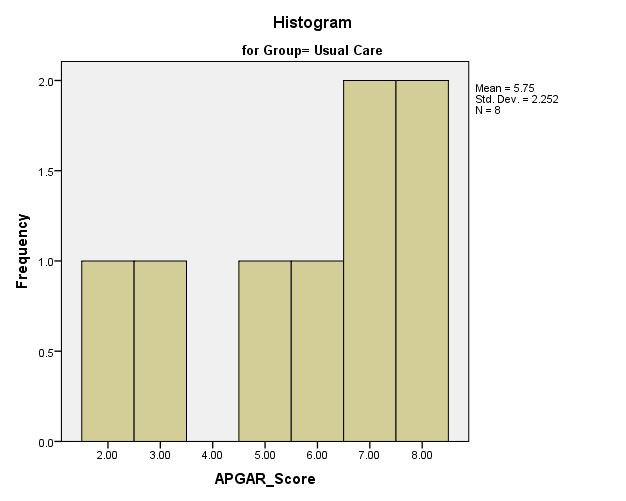 Histogram
for Group= Usual Care
2.0
1.5
1.0
0.5
0.0
Frequency
2.00 3.00 4.00 5.00 6.00 7.00 8.00
APGAR_Score
Mean = 5.75
Std. Dev. = 2.252
N = 8